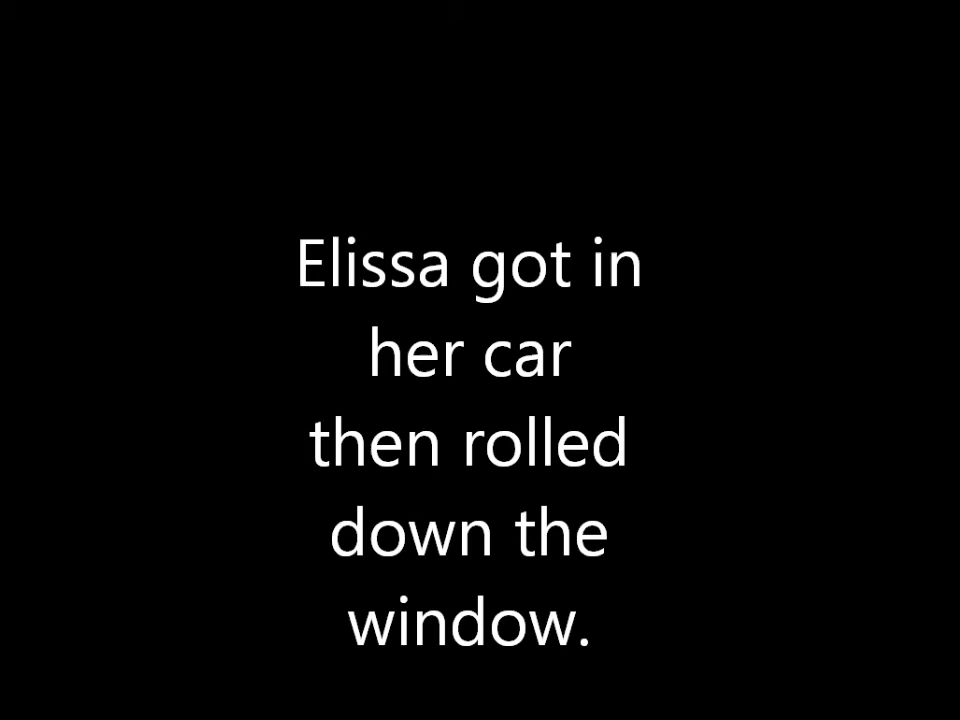 Elissa got in
her car
then rolled
down the
window.